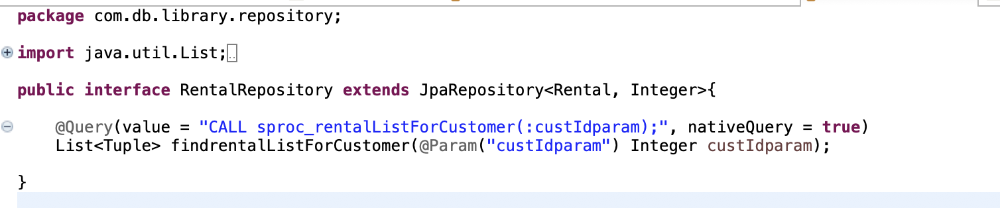 package com.db.library.repository;
import java.util.List;
public interface RentalRepository extends JpaRepository<Rental, Integer>{
@Query(value = "CALL sproc_rentalListForCustomer(:custIdparam);", nativeQuery = true)
List<Tuple> findrentalListForCustomer(@Param("custIdparam") Integer custIdparam);
}